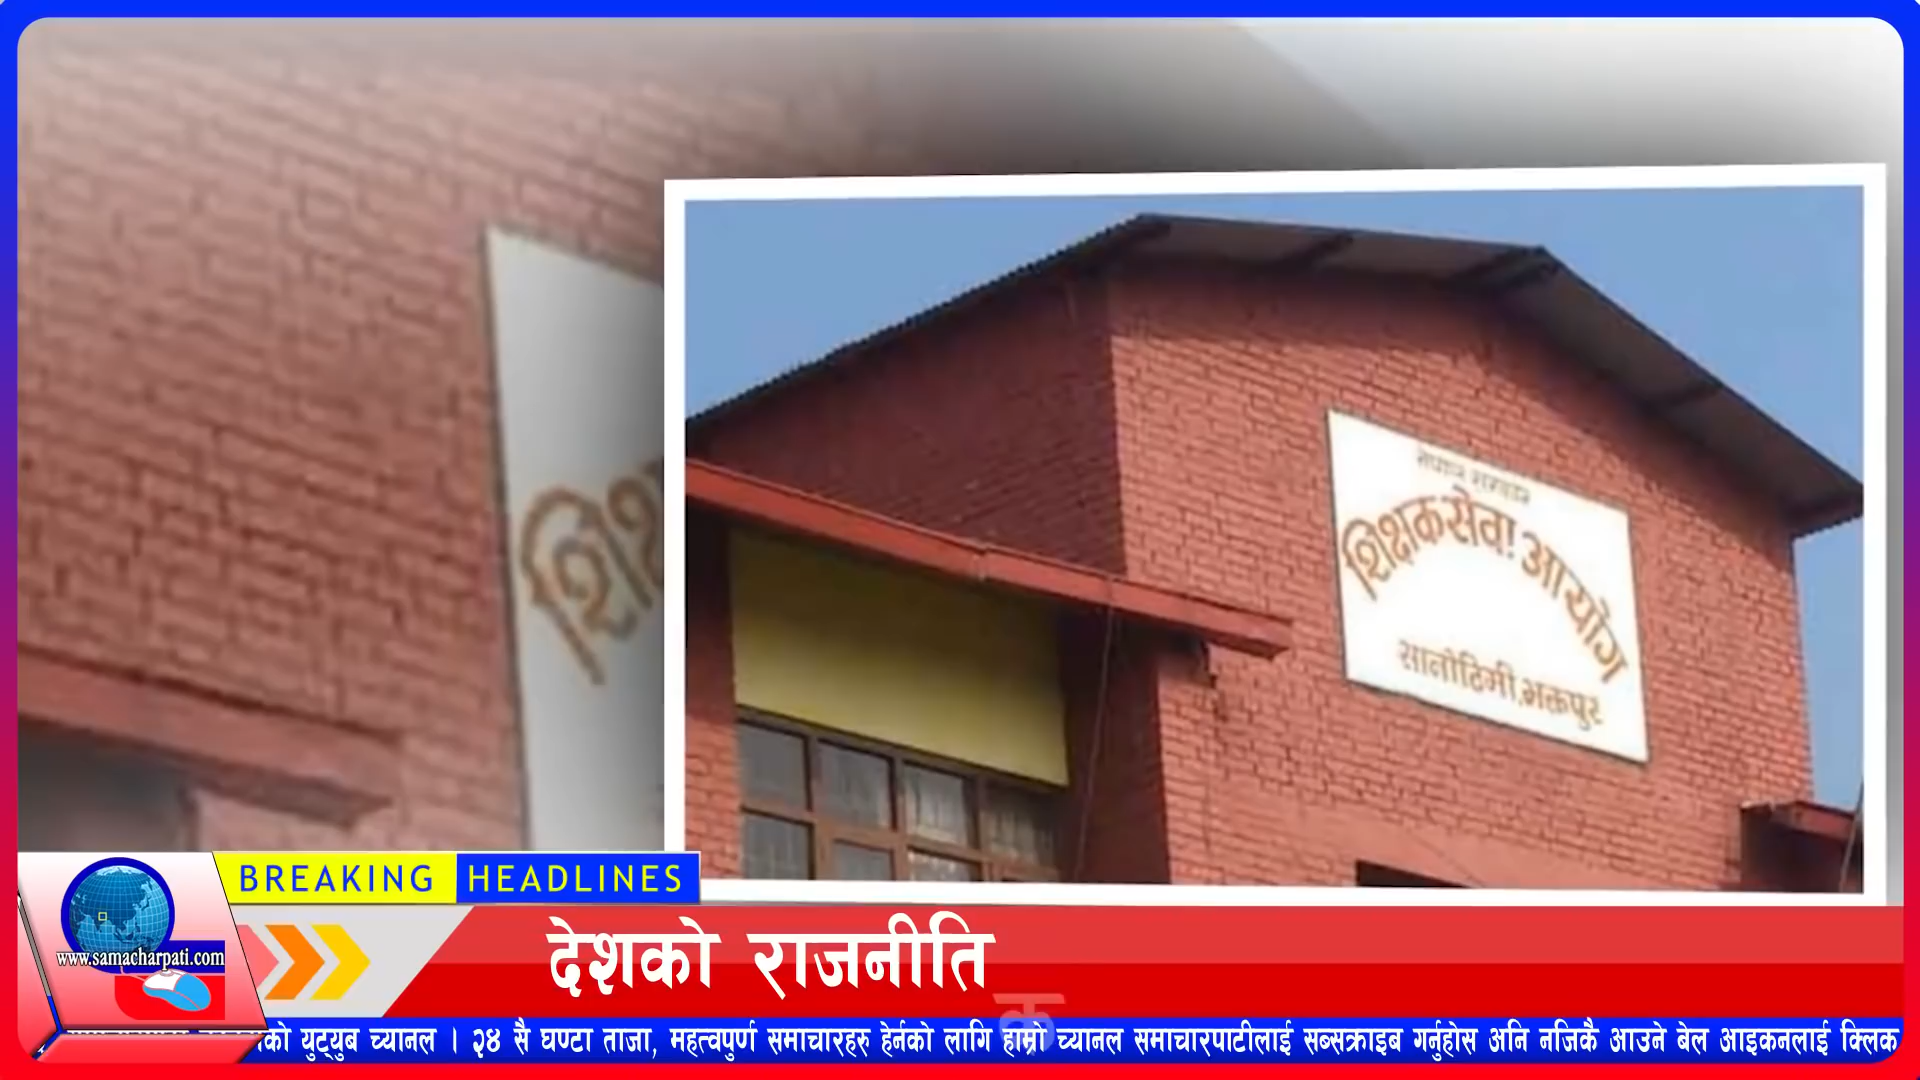 शिक्ष
नेपाल सरकार
शिक्षक सेवा आयोग
सानोठिमी, भक्तपुर
BREAKING HEADLINES
www.samacharpati.com
देशको राजनीति
क
को युट्युब च्यानल । २४ सै घण्टा ताजा, महत्वपुर्ण समाचारहरु हेर्नको लागि हाम्रो च्यानल समाचारपाटीलाई सब्सक्राइब गर्नुहोस अनि नजिकै आउने बेल आइकनलाई क्लिक